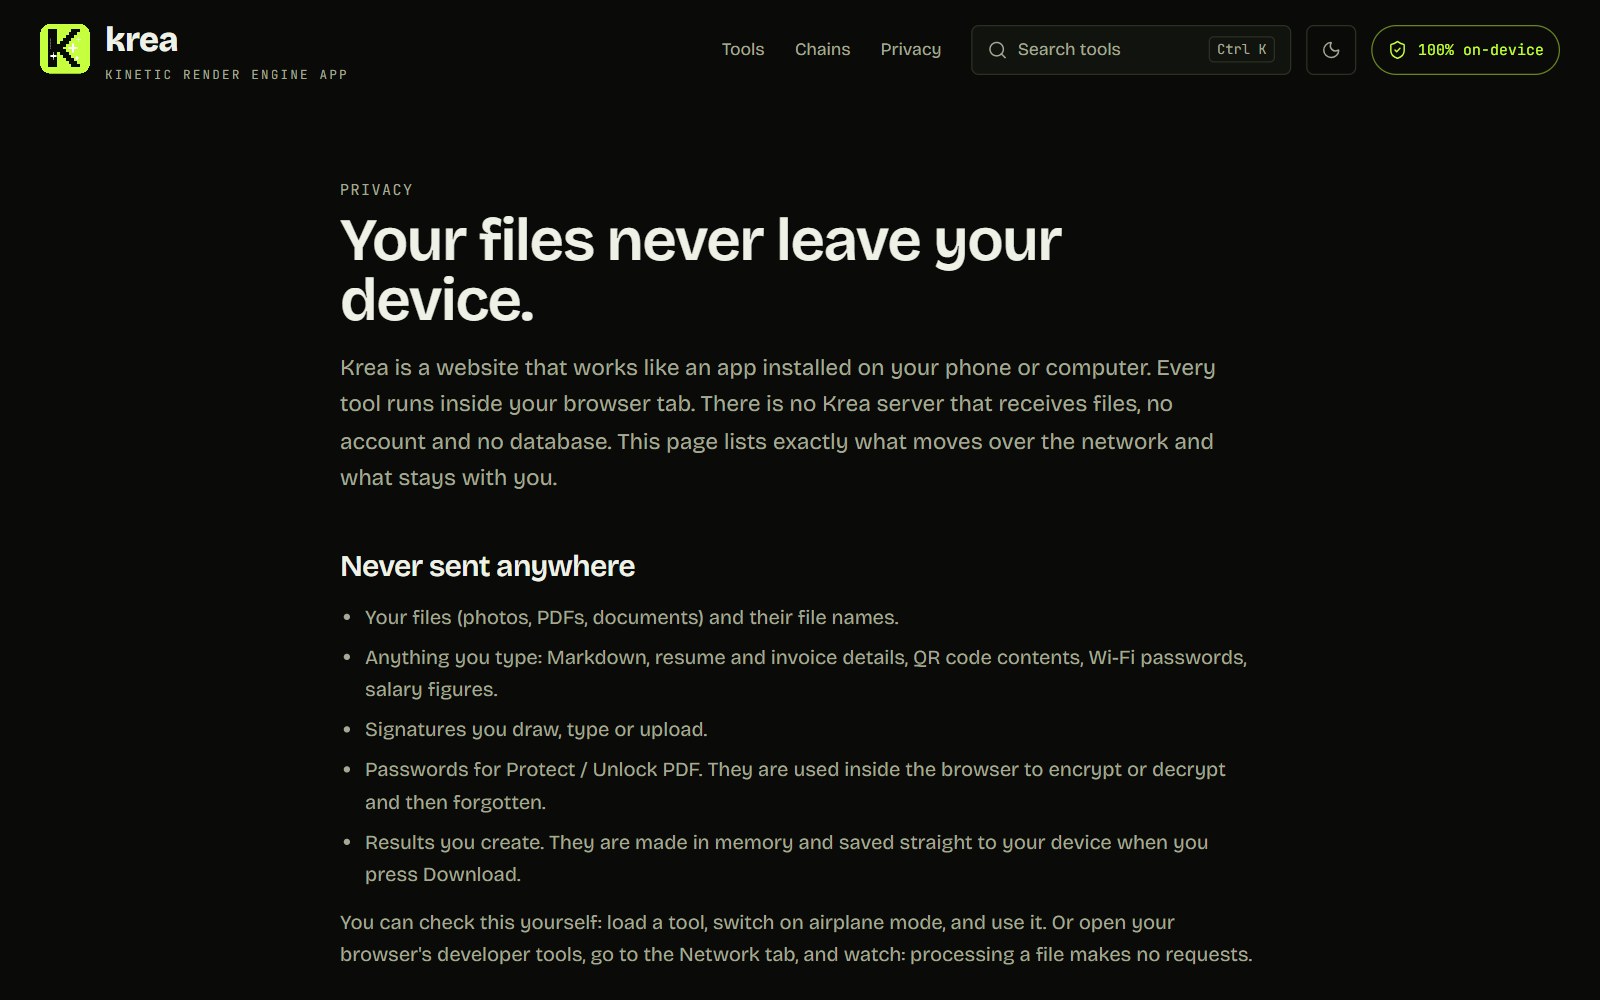 krea
KINETIC RENDER ENGINE APP
Tools
Chains
Privacy
Search tools
Ctrl K
100% on-device
PRIVACY
Your files never leave your
device.
Krea is a website that works like an app installed on your phone or computer. Every
tool runs inside your browser tab. There is no Krea server that receives files, no
account and no database. This page lists exactly what moves over the network and
what stays with you.
Never sent anywhere
• Your files (photos, PDFs, documents) and their file names.
• Anything you type: Markdown, resume and invoice details, QR code contents, Wi-Fi passwords,
salary figures.
• Signatures you draw, type or upload.
• Passwords for Protect / Unlock PDF. They are used inside the browser to encrypt or decrypt
and then forgotten.
• Results you create. They are made in memory and saved straight to your device when you
press Download.
You can check this yourself: load a tool, switch on airplane mode, and use it. Or open your
browser's developer tools, go to the Network tab, and watch: processing a file makes no requests.